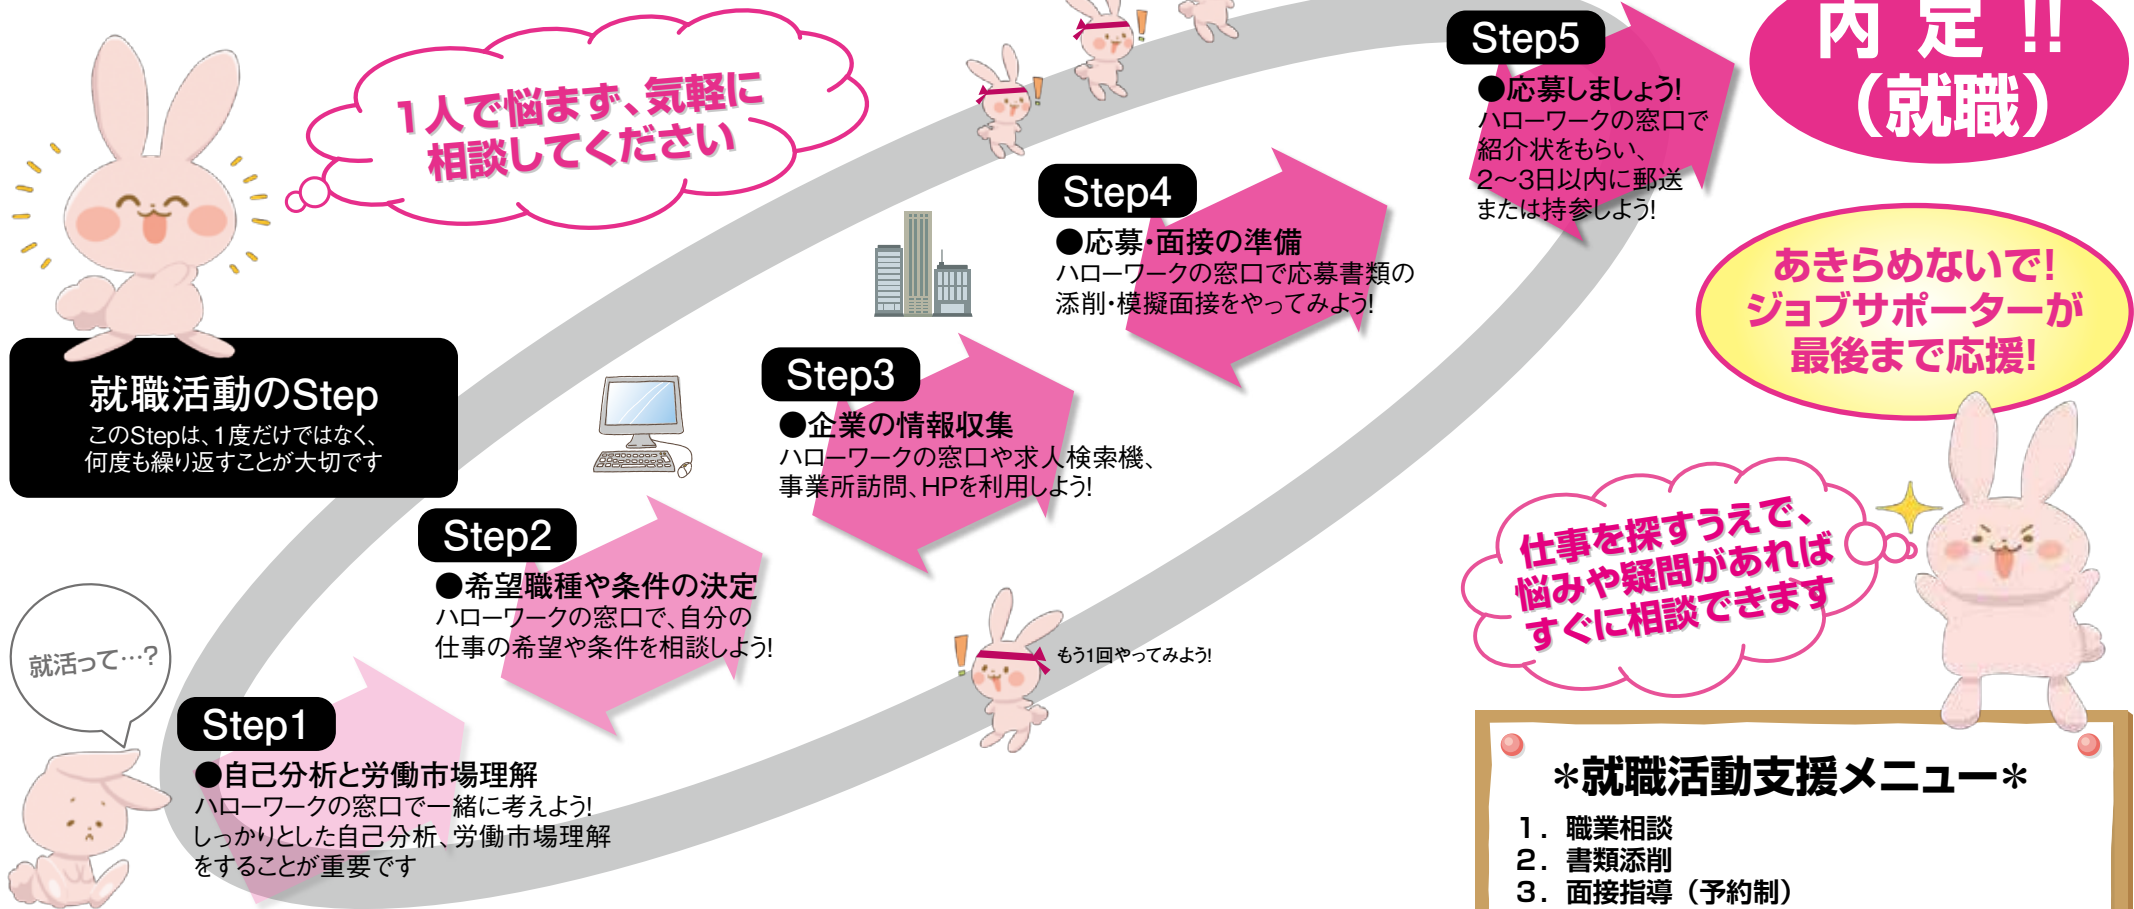 1人で悩まず、気軽に
相談してください
就職活動のStep
このStepは、1度だけではなく、
何度も繰り返すことが大切です
就活って…?
Step1
●自己分析と労働市場理解
ハローワークの窓口で一緒に考えよう!
しっかりとした自己分析、労働市場理解
をすることが重要です
Step2
●希望職種や条件の決定
ハローワークの窓口で、自分の
仕事の希望や条件を相談しよう!
Step3
●企業の情報収集
ハローワークの窓口や求人検索機、
事業所訪問、HPを利用しよう!
Step4
●応募・面接の準備
ハローワークの窓口で応募書類の
添削・模擬面接をやってみよう!
Step5
●応募しましょう!
ハローワークの窓口で
紹介状をもらい、
2～3日以内に郵送
または持参しよう!
内 定 !!
（就職）
もう1回やってみよう!
あきらめないで!
ジョブサポーターが
最後まで応援!
仕事を探すうえで、
悩みや疑問があれば
すぐに相談できます
＊就職活動支援メニュー＊
1. 職業相談
2. 書類添削
3. 面接指導（予約制）